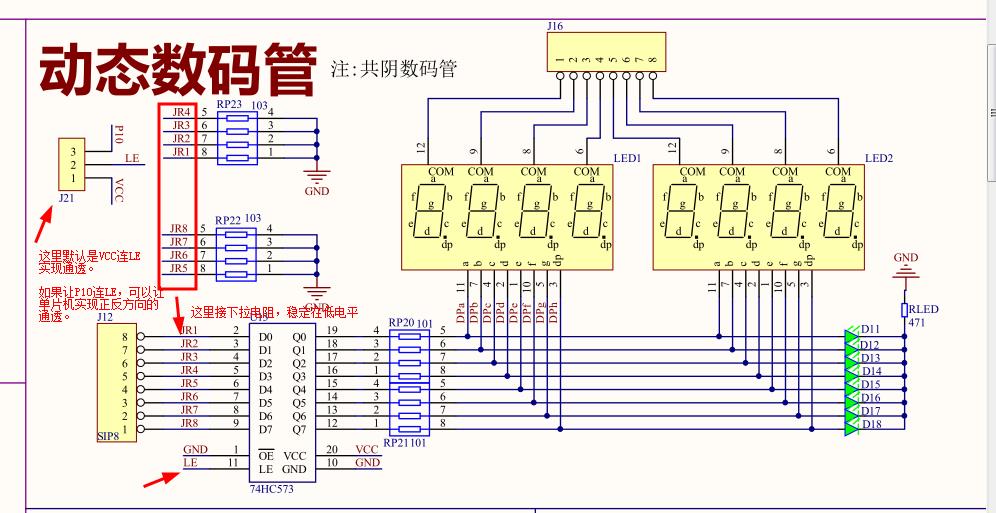 动态数码管
注:共阴数码管
J16
1 2 3 4 5 6 7 8
RP23 103
JR4 5 4
JR3 6 3
JR2 7 2
JR1 8 1
GND
P10
3
2 LE
1
VCC
J21
12 9 8 6 LED1
COM COM COM COM
a a a a
f b f b f b f b
g g g g
e c e c e c e c
d d d d
dp dp dp dp
a b c d e f g dp
11 7 4 2 1 10 5 3
DPa DPb DPc DPd DPe DPf DPg DPh
12 9 8 6 LED2
COM COM COM COM
a a a a
f b f b f b f b
g g g g
e c e c e c e c
d d d d
dp dp dp dp
a b c d e f g dp
11 7 4 2 1 10 5 3
RP22 103
JR8 5 4
JR7 6 3
JR6 7 2
JR5 8 1
GND
这里默认是VCC连LE
实现通透。
如果让P10连LE，可以让
单片机实现正反方向的
通透。
这里接下拉电阻，稳定在低电平
GND
RLED
471
J12
RP20 101
8 JR1 2 D0 Q0 19 4 5 D11
7 JR2 3 D1 Q1 18 3 6 D12
6 JR3 4 D2 Q2 17 2 7 D13
5 JR4 5 D3 Q3 16 1 8 D14
4 JR5 6 D4 Q4 15 4 5 D15
3 JR6 7 D5 Q5 14 3 6 D16
2 JR7 8 D6 Q6 13 2 7 D17
1 JR8 9 D7 Q7 12 1 8 D18
SIP8
RP21101
GND 1 OE VCC 20 VCC
LE 11 LE GND 10 GND
74HC573